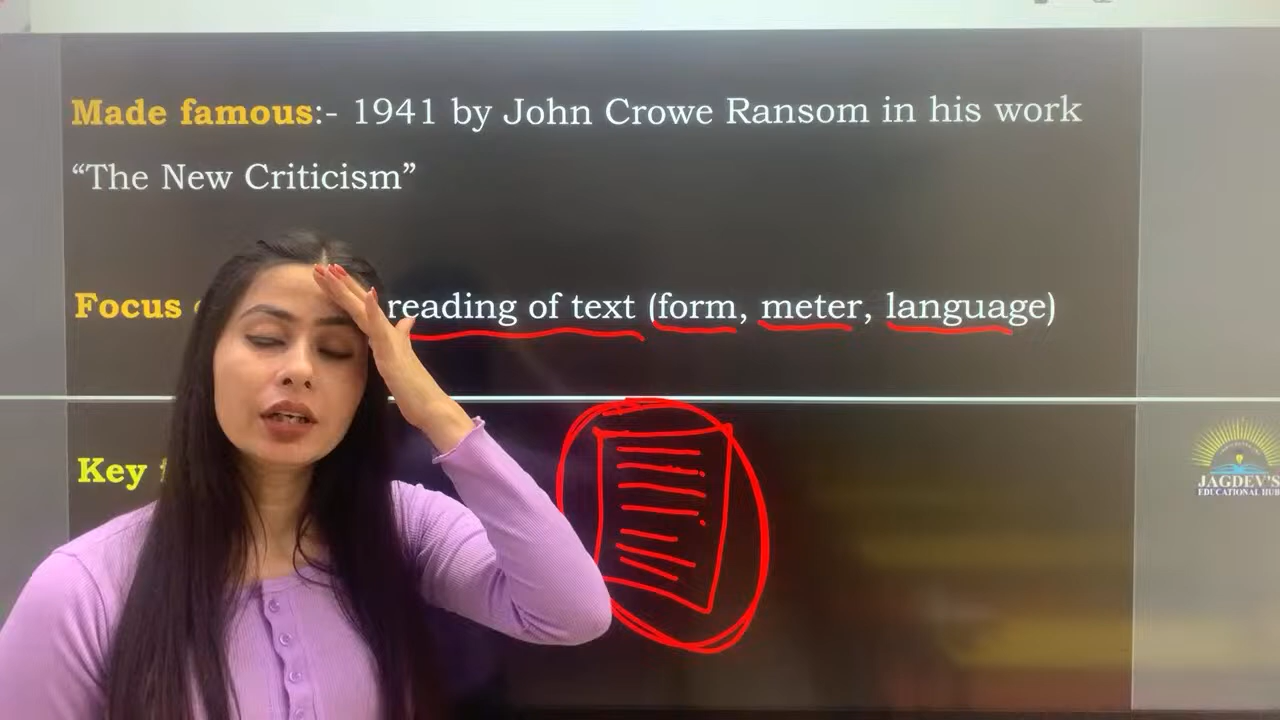 Made famous:- 1941 by John Crowe Ransom in his work
“The New Criticism”
Focus reading of text (form, meter, language)
Key
JAGDEV'S
EDUCATIONAL HUB